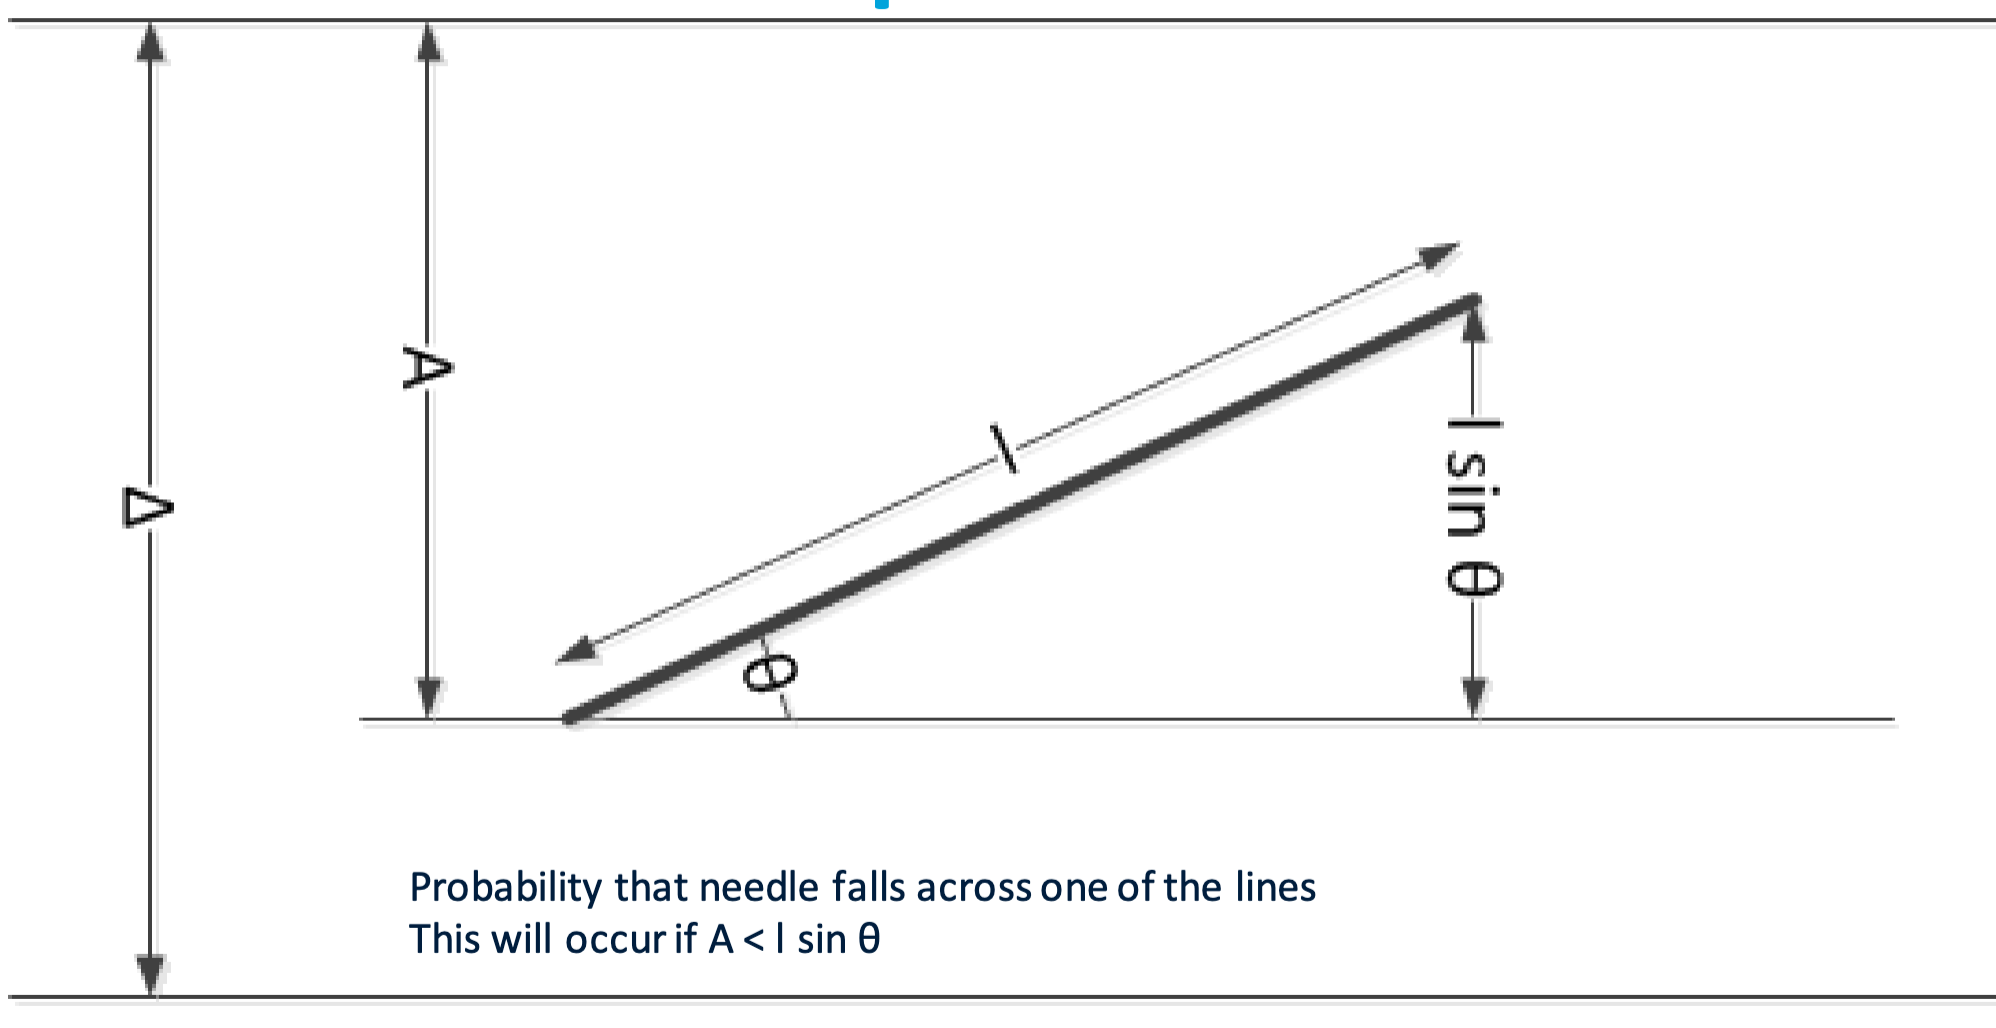 Δ
A
l
l sin θ
θ
Probability that needle falls across one of the lines
This will occur if A < l sin θ